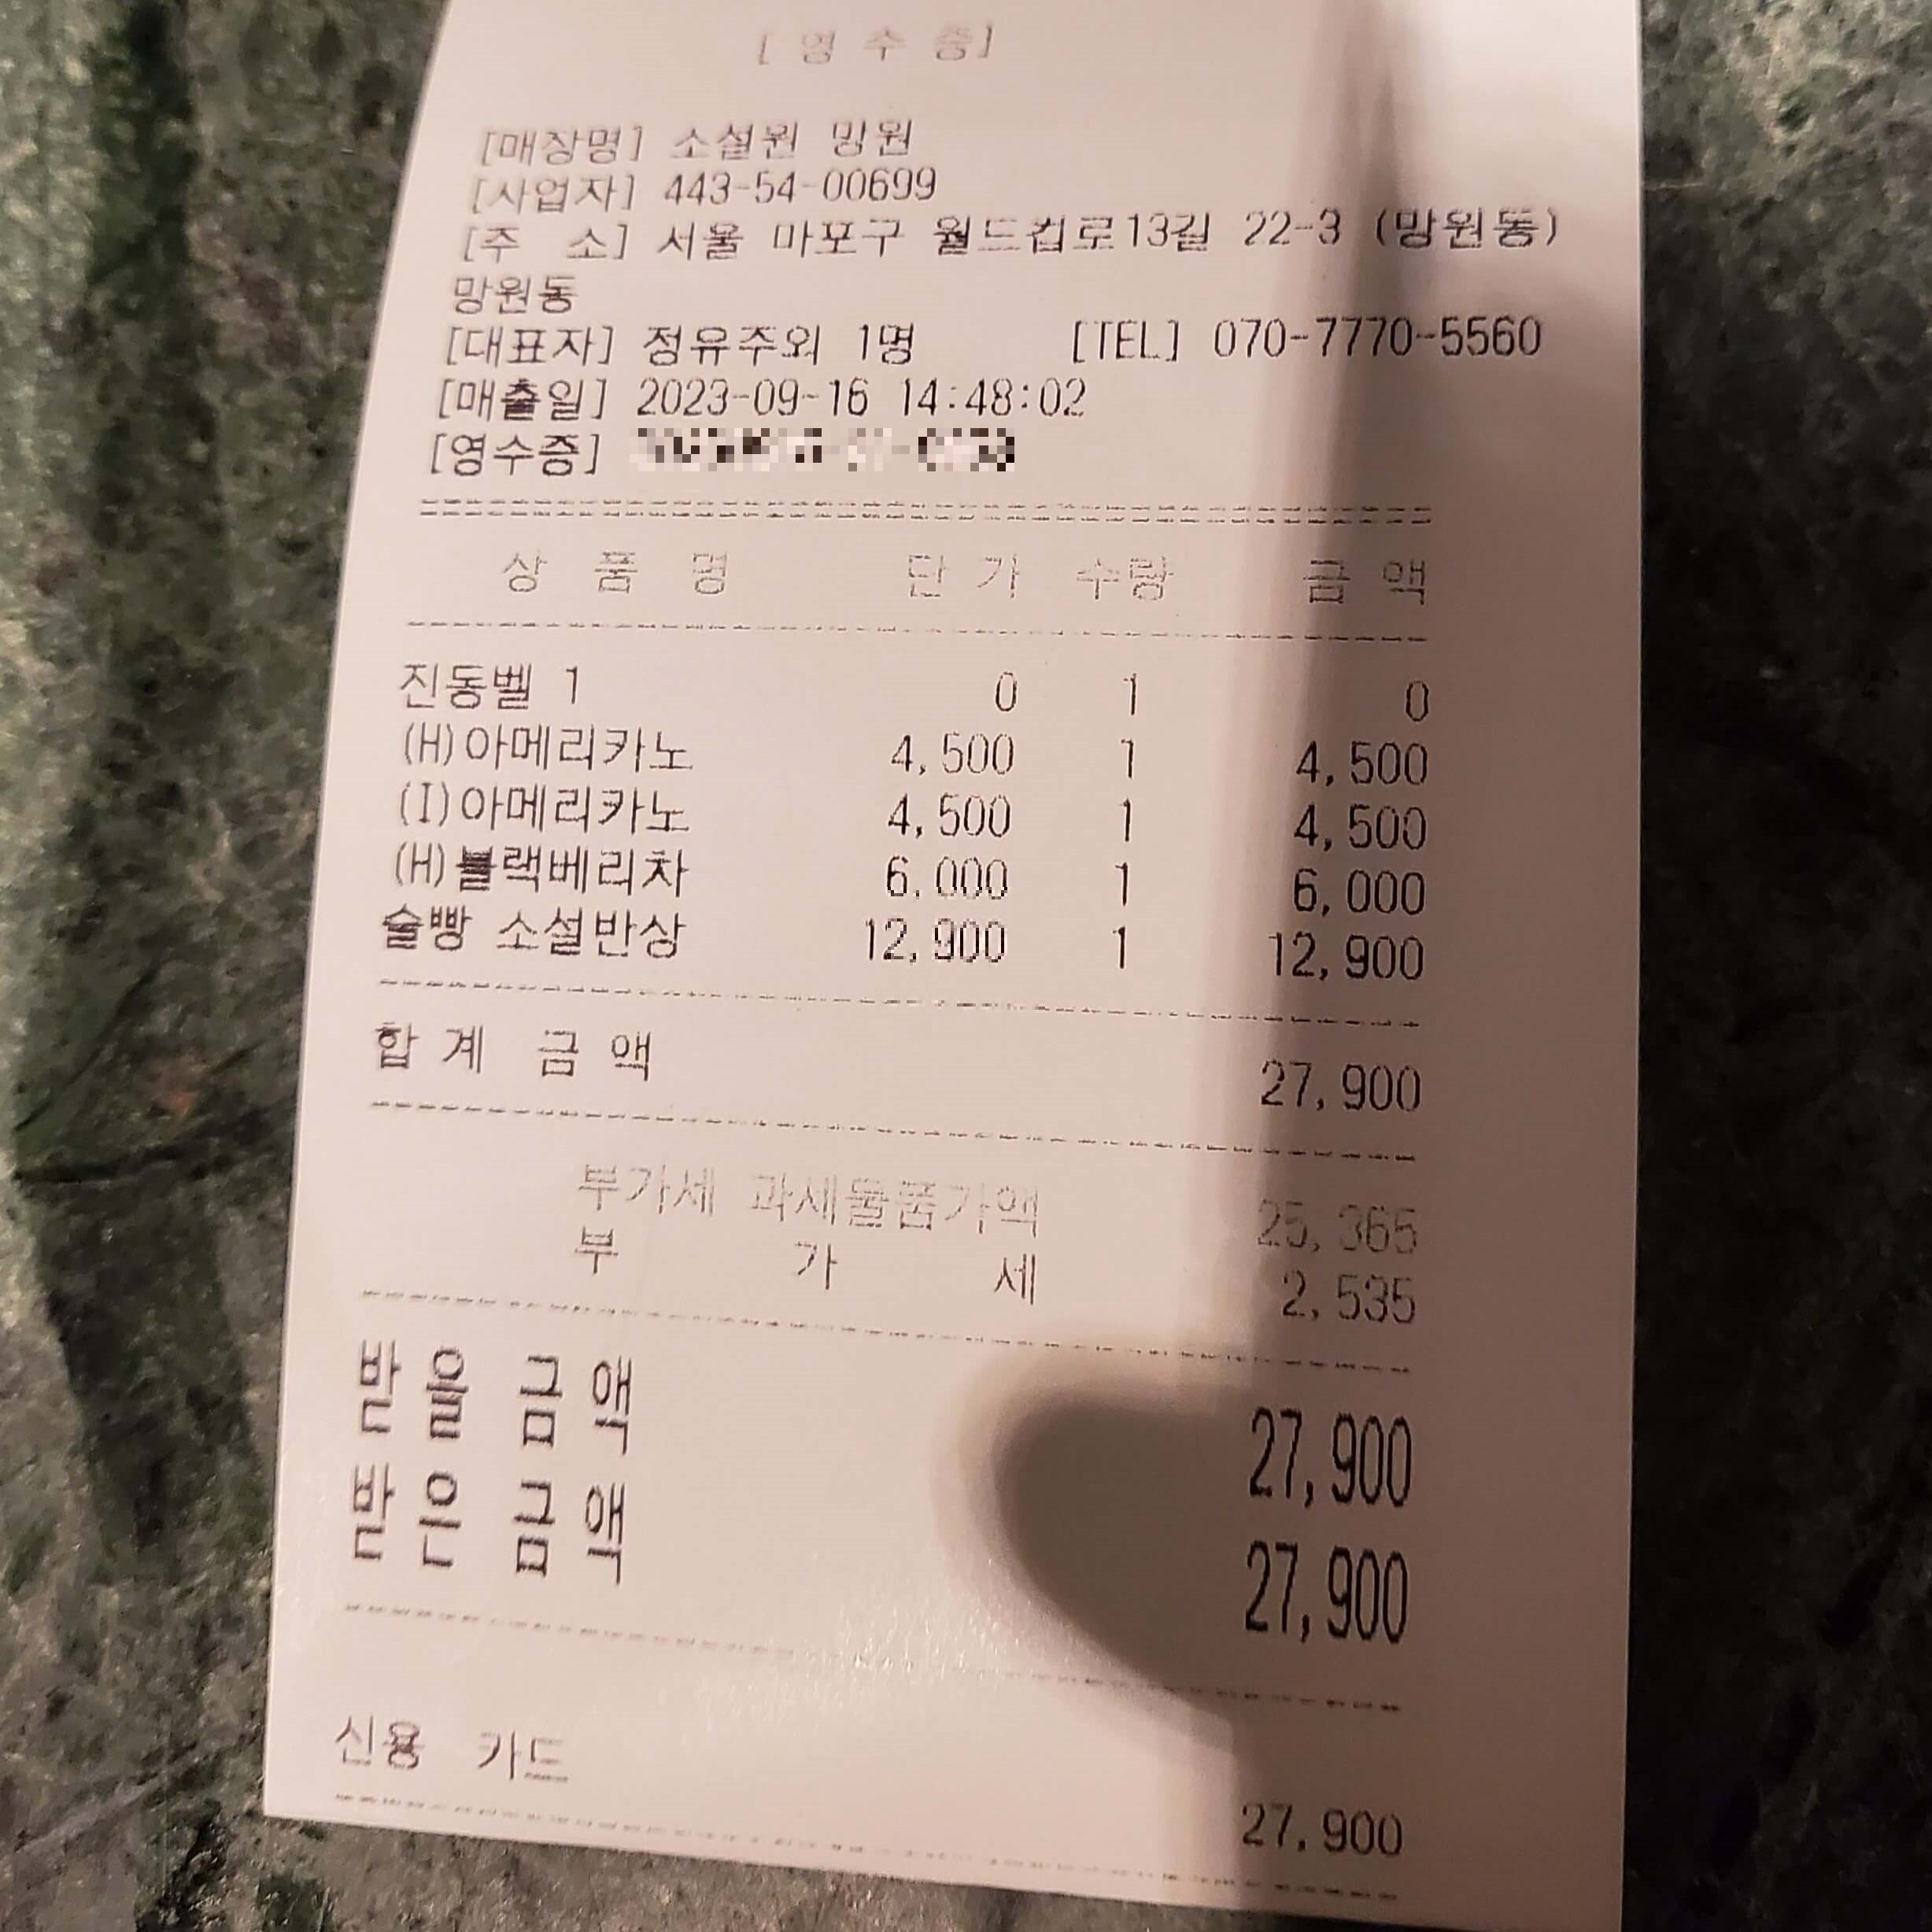 [ 영 수 증]
[매장명] 소설원 망원
[사업자] 443-54-00699
[주 소] 서울 마포구 월드컵로13길 22-3 (망원동)
망원동
[대표자] 정유주외 1명 [TEL] 070-7770-5560
[매출일] 2023-09-16 14:48:02
[영수증]
상 품 명 단 가 수량 금 액
진동벨 1 0 1 0
(H)아메리카노 4,500 1 4,500
(I)아메리카노 4,500 1 4,500
(H)블랙베리차 6,000 1 6,000
술빵 소설반상 12,900 1 12,900
합 계 금 액 27,900
부가세 과세물품가액 25,365
부 가 세 2,535
받 을 금 액 27,900
받 은 금 액 27,900
신용 카드 27,900